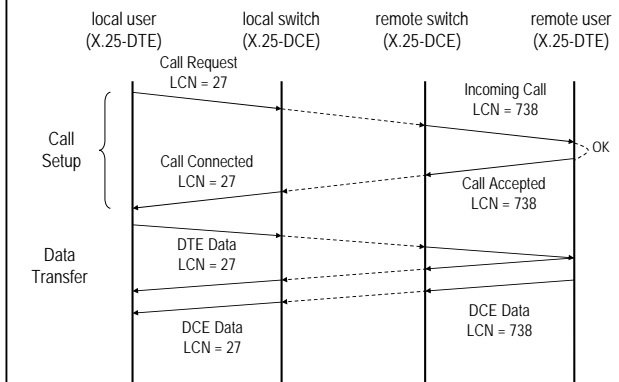 local user
(X.25-DTE)
local switch
(X.25-DCE)
remote switch
(X.25-DCE)
remote user
(X.25-DTE)
Call Request
LCN = 27
Incoming Call
LCN = 738
Call
Setup
OK
Call Connected
LCN = 27
Call Accepted
LCN = 738
Data
Transfer
DTE Data
LCN = 27
DCE Data
LCN = 27
DCE Data
LCN = 738